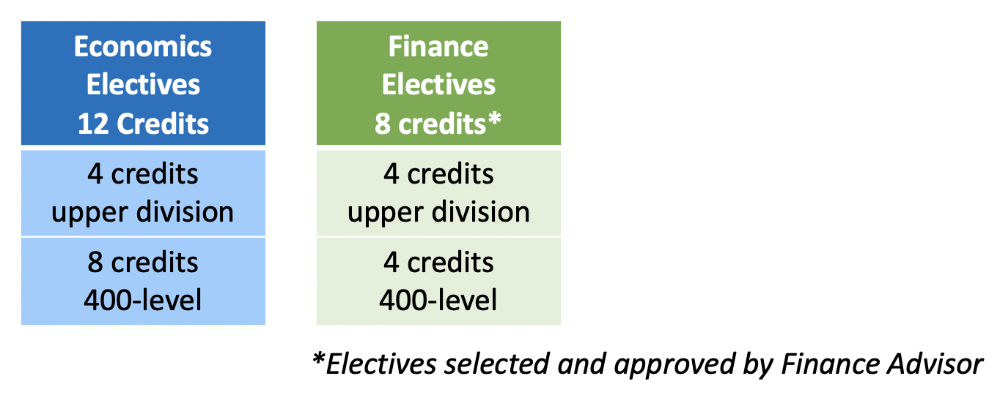 Economics
Electives
12 Credits
4 credits
upper division
8 credits
400-level
Finance
Electives
8 credits*
4 credits
upper division
4 credits
400-level
*Electives selected and approved by Finance Advisor